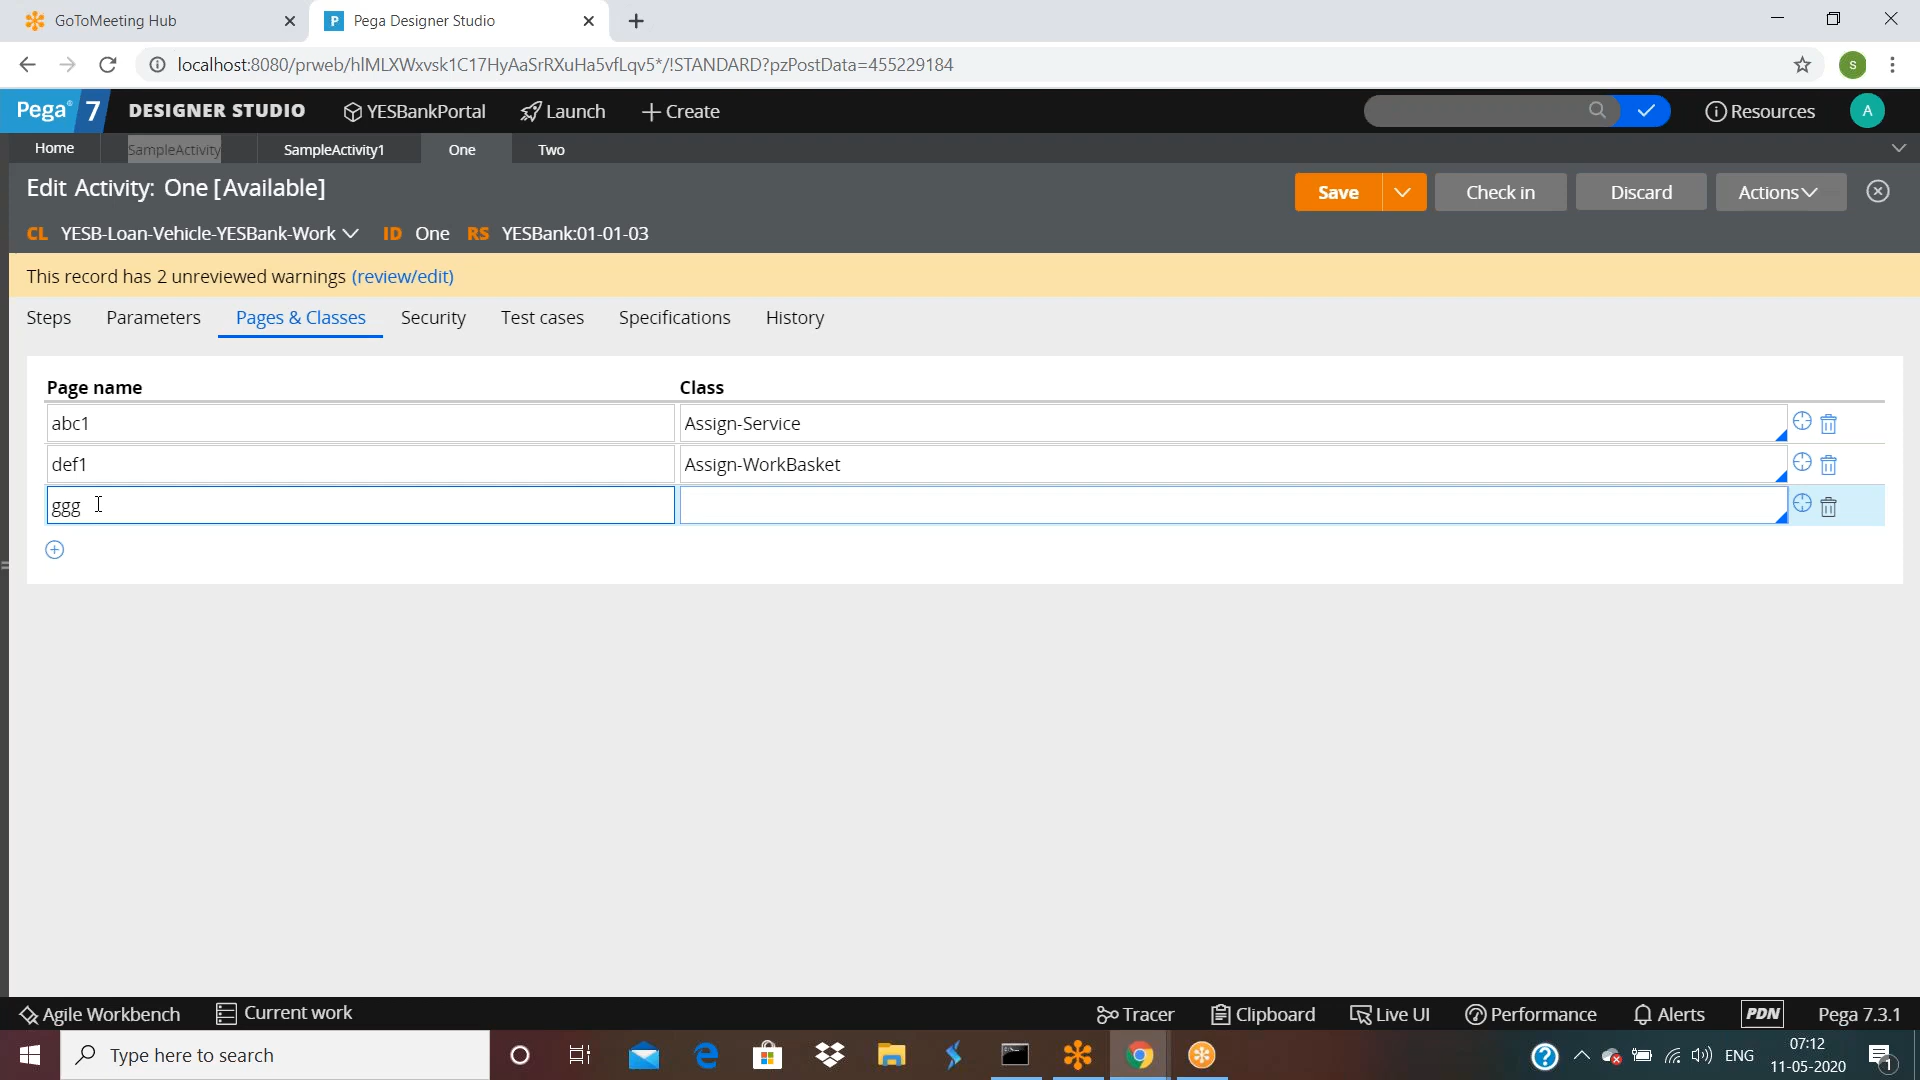 GoToMeeting Hub
P Pega Designer Studio
localhost:8080/prweb/hlMLXWxvsk1C17HyAaSrRXuHa5vfLqv5*/!STANDARD?pzPostData=455229184
s
Pega 7 DESIGNER STUDIO YESBankPortal Launch Create Resources A
Home SampleActivity SampleActivity1 One Two
Edit Activity: One [Available] Save Check in Discard Actions
CL YESB-Loan-Vehicle-YESBank-Work ID One RS YESBank:01-01-03
This record has 2 unreviewed warnings (review/edit)
Steps Parameters Pages & Classes Security Test cases Specifications History
Page name Class
abc1 Assign-Service
def1 Assign-WorkBasket
ggg
Agile Workbench Current work Tracer Clipboard Live UI Performance Alerts PDN Pega 7.3.1
Type here to search ENG
07:12
11-05-2020
1